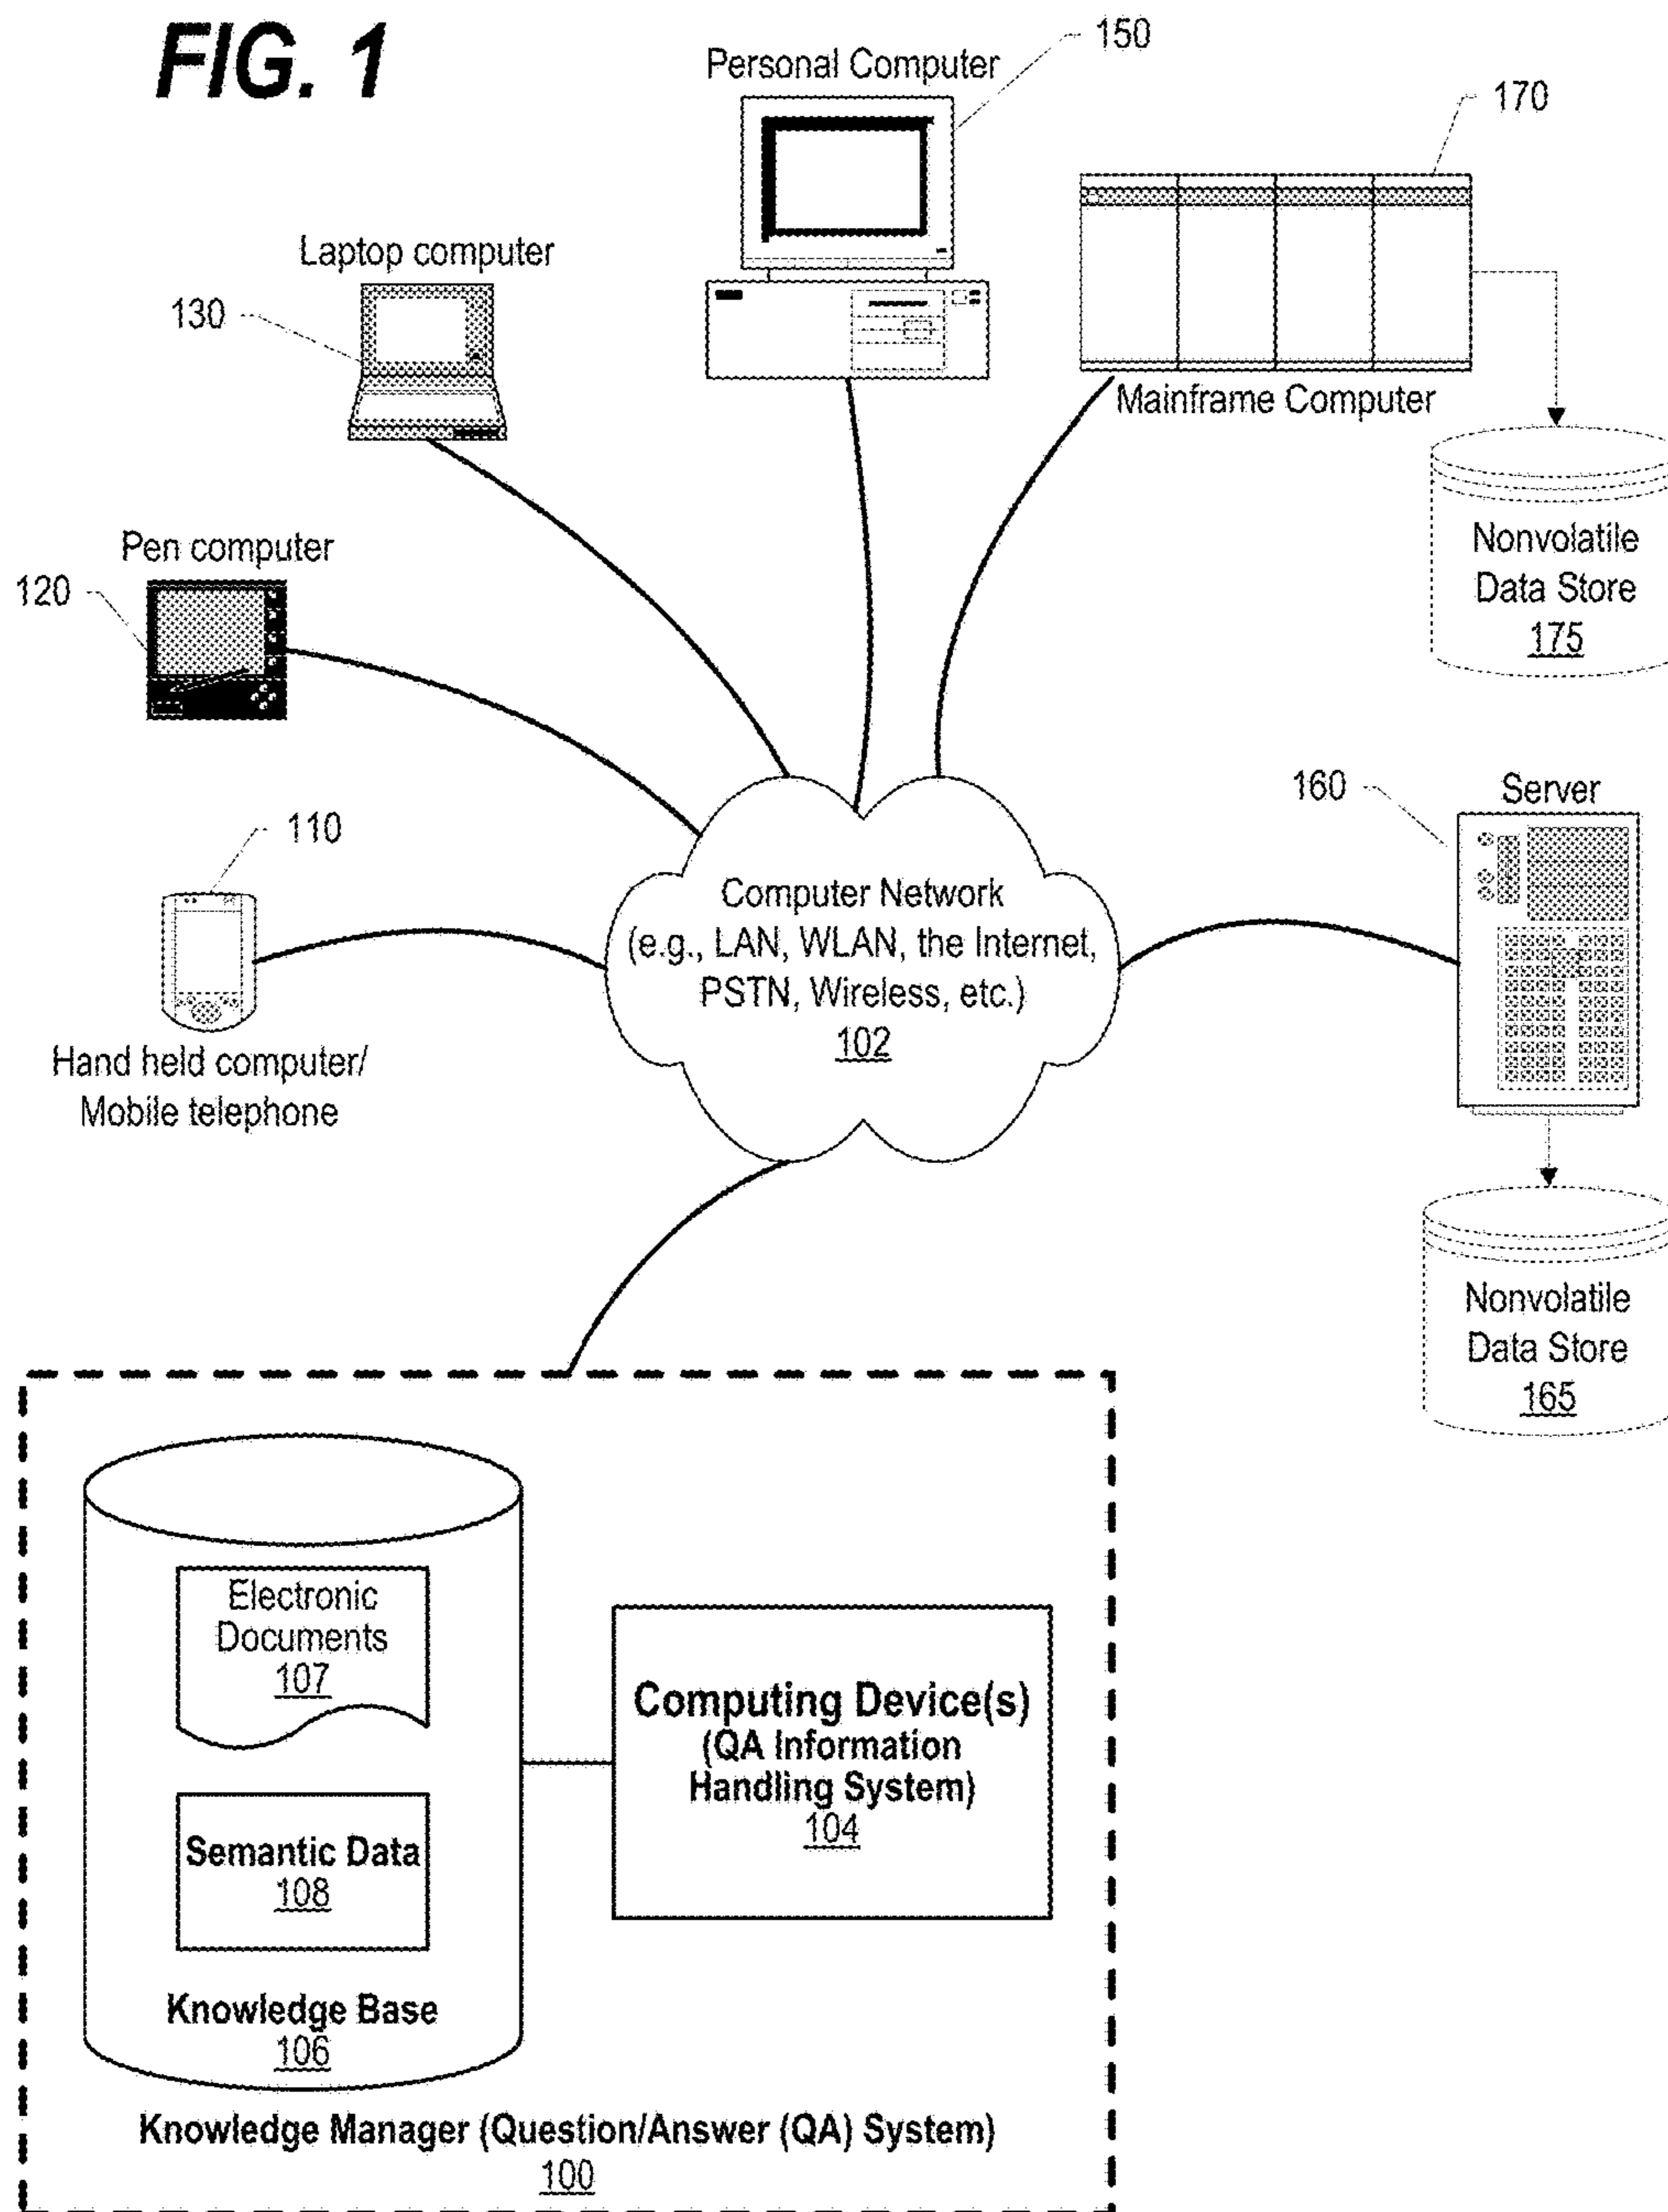 FIG. 1
Personal Computer
150
170
Laptop computer
130
Mainframe Computer
Pen computer
120
Nonvolatile
Data Store
175
110
160
Server
Computer Network
(e.g., LAN, WLAN, the Internet,
PSTN, Wireless, etc.)
102
Hand held computer/
Mobile telephone
Nonvolatile
Data Store
165
Electronic
Documents
107
Computing Device(s)
(QA Information
Handling System)
104
Semantic Data
108
Knowledge Base
106
Knowledge Manager (Question/Answer (QA) System)
100